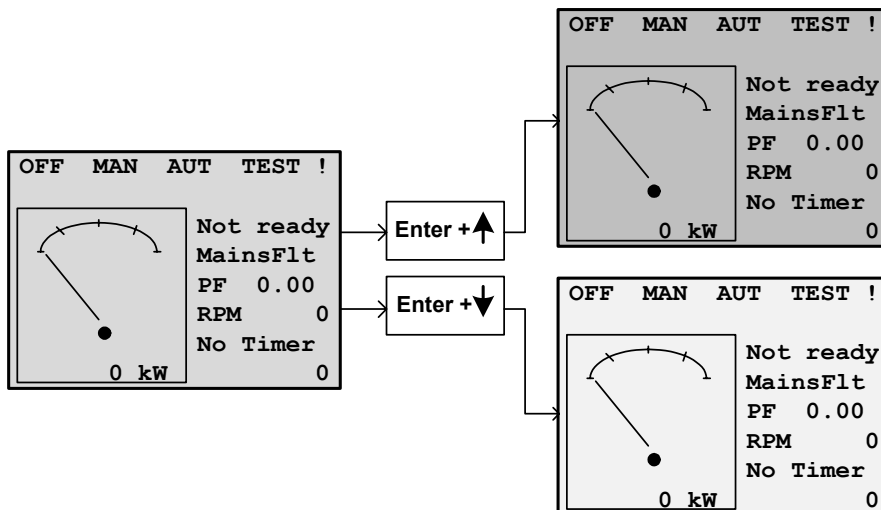 OFF MAN AUT TEST !
Not ready
MainsFlt
PF 0.00
RPM 0
No Timer
0 kW 0
Enter + ↑
Enter + ↓
OFF MAN AUT TEST !
Not ready
MainsFlt
PF 0.00
RPM 0
No Timer
0 kW 0
OFF MAN AUT TEST !
Not ready
MainsFlt
PF 0.00
RPM 0
No Timer
0 kW 0